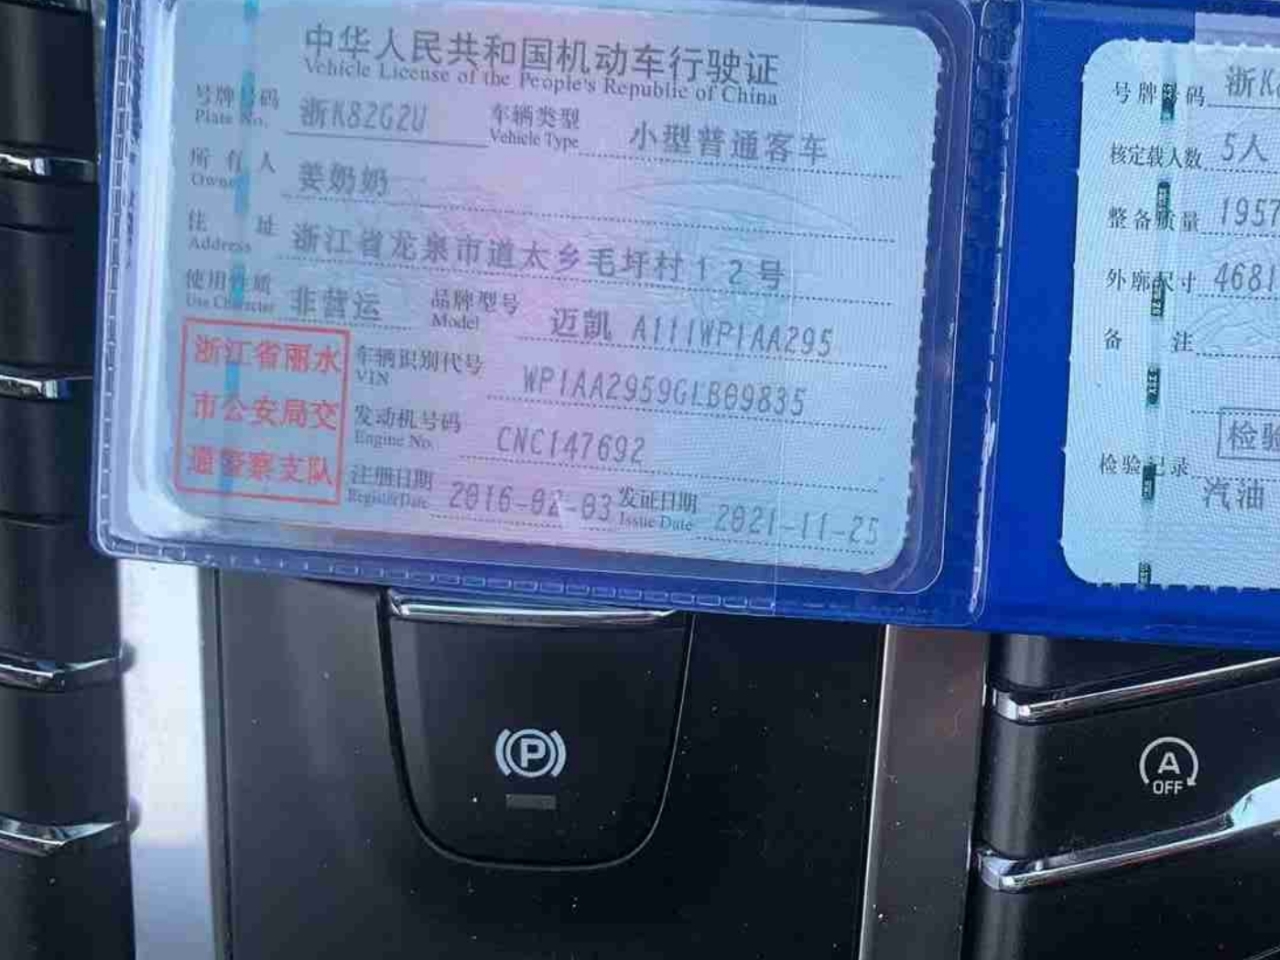 中华人民共和国机动车行驶证
Vehicle License of the People's Republic of China
号牌号码 浙K82G2U 车辆类型 小型普通客车
Plate No. Vehicle Type
所有人 姜奶奶
Owner
住址 浙江省龙泉市道太乡毛圩村12号
Address
使用性质 非营运 品牌型号 迈凯 A111WP1AA295
Use Character Model
浙江省丽水
市公安局交
通警察支队
车辆识别代号 WP1AA2959GLB09835
VIN
发动机号码 CNC147692
Engine No.
注册日期 2016-02-03 发证日期 2021-11-25
Register Date Issue Date
号牌号码 浙K
核定载人数 5人
整备质量 1957
外廓尺寸 4681
备注
检验
检验记录
汽油
P
A
OFF